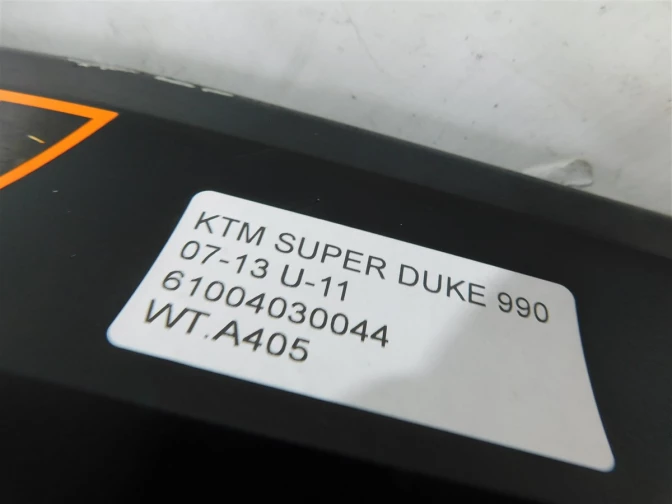 KTM SUPER DUKE 990
07-13 U-11
61004030044
WT.A405